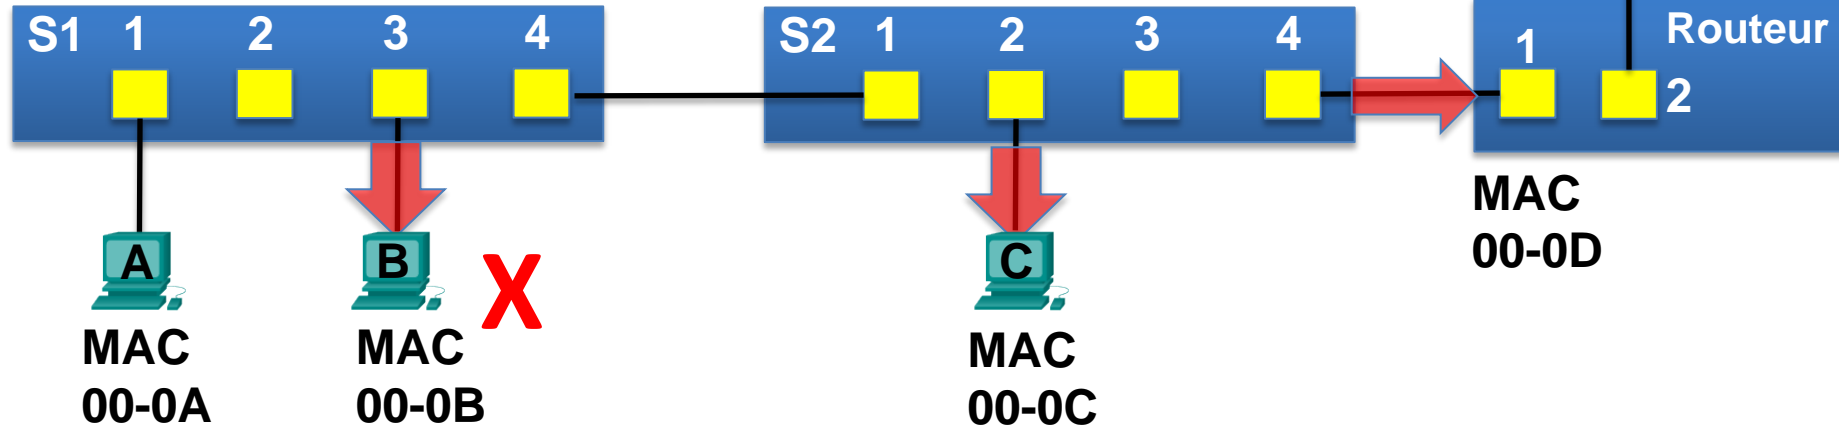 S1 1 2 3 4
S2 1 2 3 4
Routeur
1
2
A
MAC
00-0A
B
X
MAC
00-0B
C
MAC
00-0C
MAC
00-0D